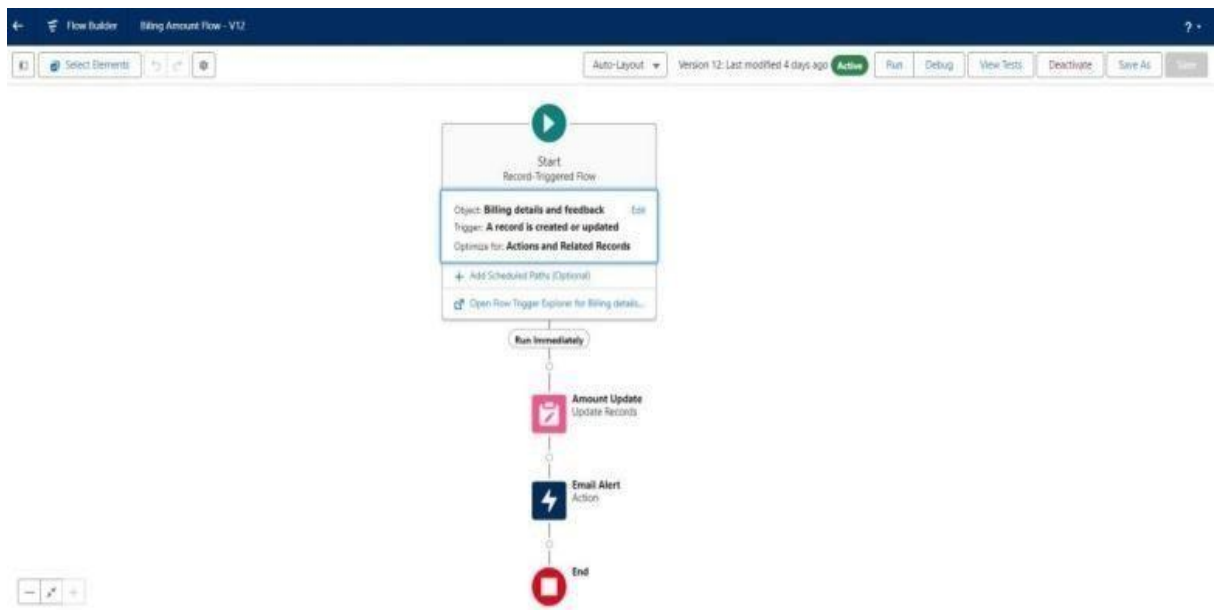 Flow Builder
Billing Amount Flow - V12
?
Select Elements
Auto-Layout
Version 12: Last modified 4 days ago
Active
Run
Debug
View Tests
Deactivate
Save As
Save
Start
Record-Triggered Flow
Object: Billing details and feedback
Edit
Trigger: A record is created or updated
Optimize for: Actions and Related Records
+ Add Scheduled Paths (Optional)
Open Flow Trigger Explorer for Billing details...
Run Immediately
Amount Update
Update Records
Email Alert
Action
End